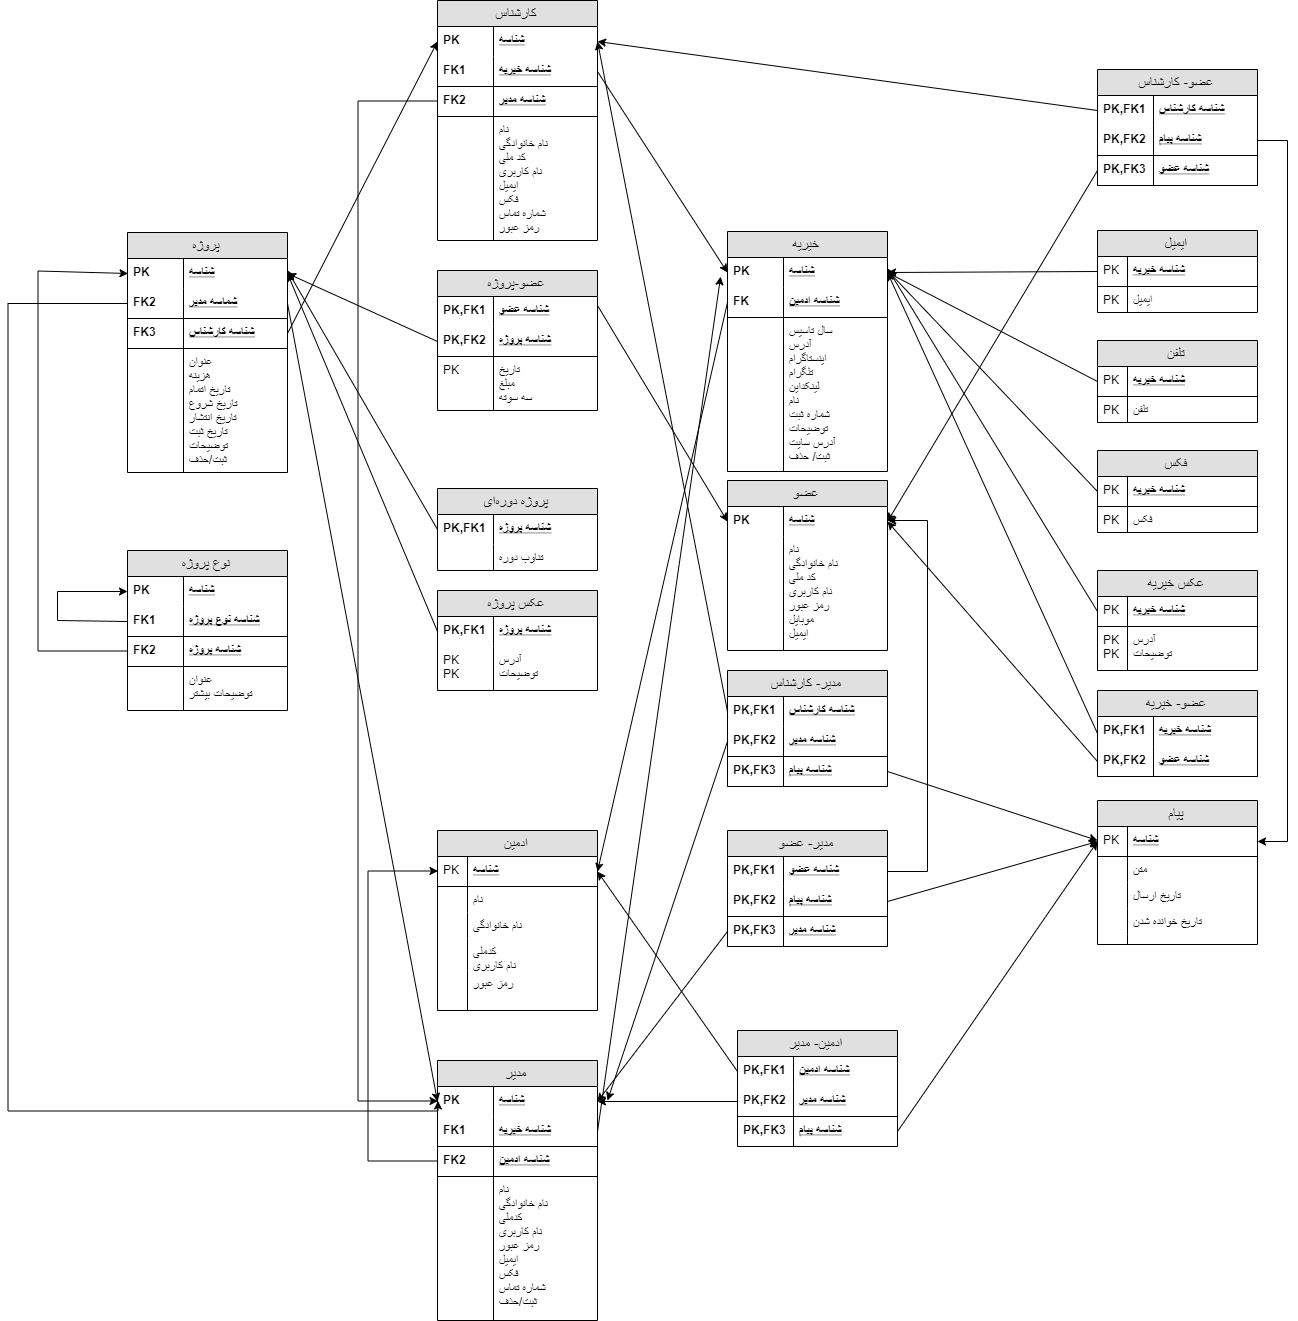 کارشناس
PK شناسه
FK1 شناسه خیریه
FK2 شناسه مدیر
نام
نام خانوادگی
کد ملی
نام کاربری
ایمیل
فکس
شماره تماس
رمز عبور
پروژه
PK شناسه
FK2 شماسه مدیر
FK3 شناسه کارشناس
عنوان
هزینه
تاریخ اتمام
تاریخ شروع
تاریخ انتشار
تاریخ ثبت
توضیحات
ثبت/حذف
نوع پروژه
PK شناسه
FK1 شناسه نوع پروژه
FK2 شناسه پروژه
عنوان
توضیحات بیشتر
عضو-پروژه
PK,FK1 شناسه عضو
PK,FK2 شناسه پروژه
PK تاریخ
مبلغ
سه سوته
پروژه دوره‌ای
PK,FK1 شناسه پروژه
تناوب دوره
عکس پروژه
PK,FK1 شناسه پروژه
PK آدرس
PK توضیحات
ادمین
PK شناسه
نام
نام خانوادگی
کدملی
نام کاربری
رمز عبور
مدیر
PK شناسه
FK1 شناسه خیریه
FK2 شناسه ادمین
نام
نام خانوادگی
کدملی
نام کاربری
رمز عبور
ایمیل
فکس
شماره تماس
ثبت/حذف
خیریه
PK شناسه
FK شناسه ادمین
سال تاسیس
آدرس
اینستاگرام
تلگرام
لینکداین
نام
شماره ثبت
توضیحات
آدرس سایت
ثبت/ حذف
عضو
PK شناسه
نام
نام خانوادگی
کد ملی
نام کاربری
رمز عبور
موبایل
ایمیل
مدیر- کارشناس
PK,FK1 شناسه کارشناس
PK,FK2 شناسه مدیر
PK,FK3 شناسه پیام
مدیر- عضو
PK,FK1 شناسه عضو
PK,FK2 شناسه پیام
PK,FK3 شناسه مدیر
ادمین- مدیر
PK,FK1 شناسه ادمین
PK,FK2 شناسه مدیر
PK,FK3 شناسه پیام
عضو- کارشناس
PK,FK1 شناسه کارشناس
PK,FK2 شناسه پیام
PK,FK3 شناسه عضو
ایمیل
PK شناسه خیریه
PK ایمیل
تلفن
PK شناسه خیریه
PK تلفن
فکس
PK شناسه خیریه
PK فکس
عکس خیریه
PK شناسه خیریه
PK آدرس
PK توضیحات
عضو- خیریه
PK,FK1 شناسه خیریه
PK,FK2 شناسه عضو
پیام
PK شناسه
متن
تاریخ ارسال
تاریخ خوانده شدن